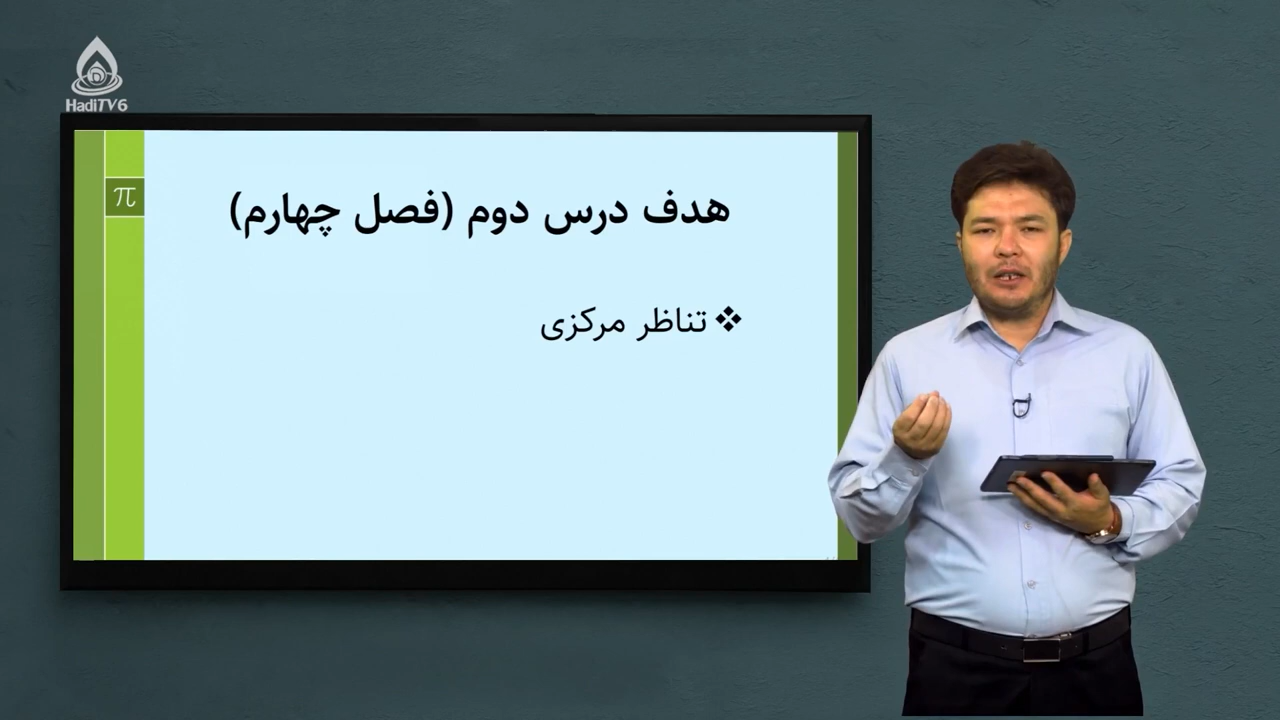 HadiTV6
π
هدف درس دوم (فصل چهارم)
❖ تناظر مرکزی